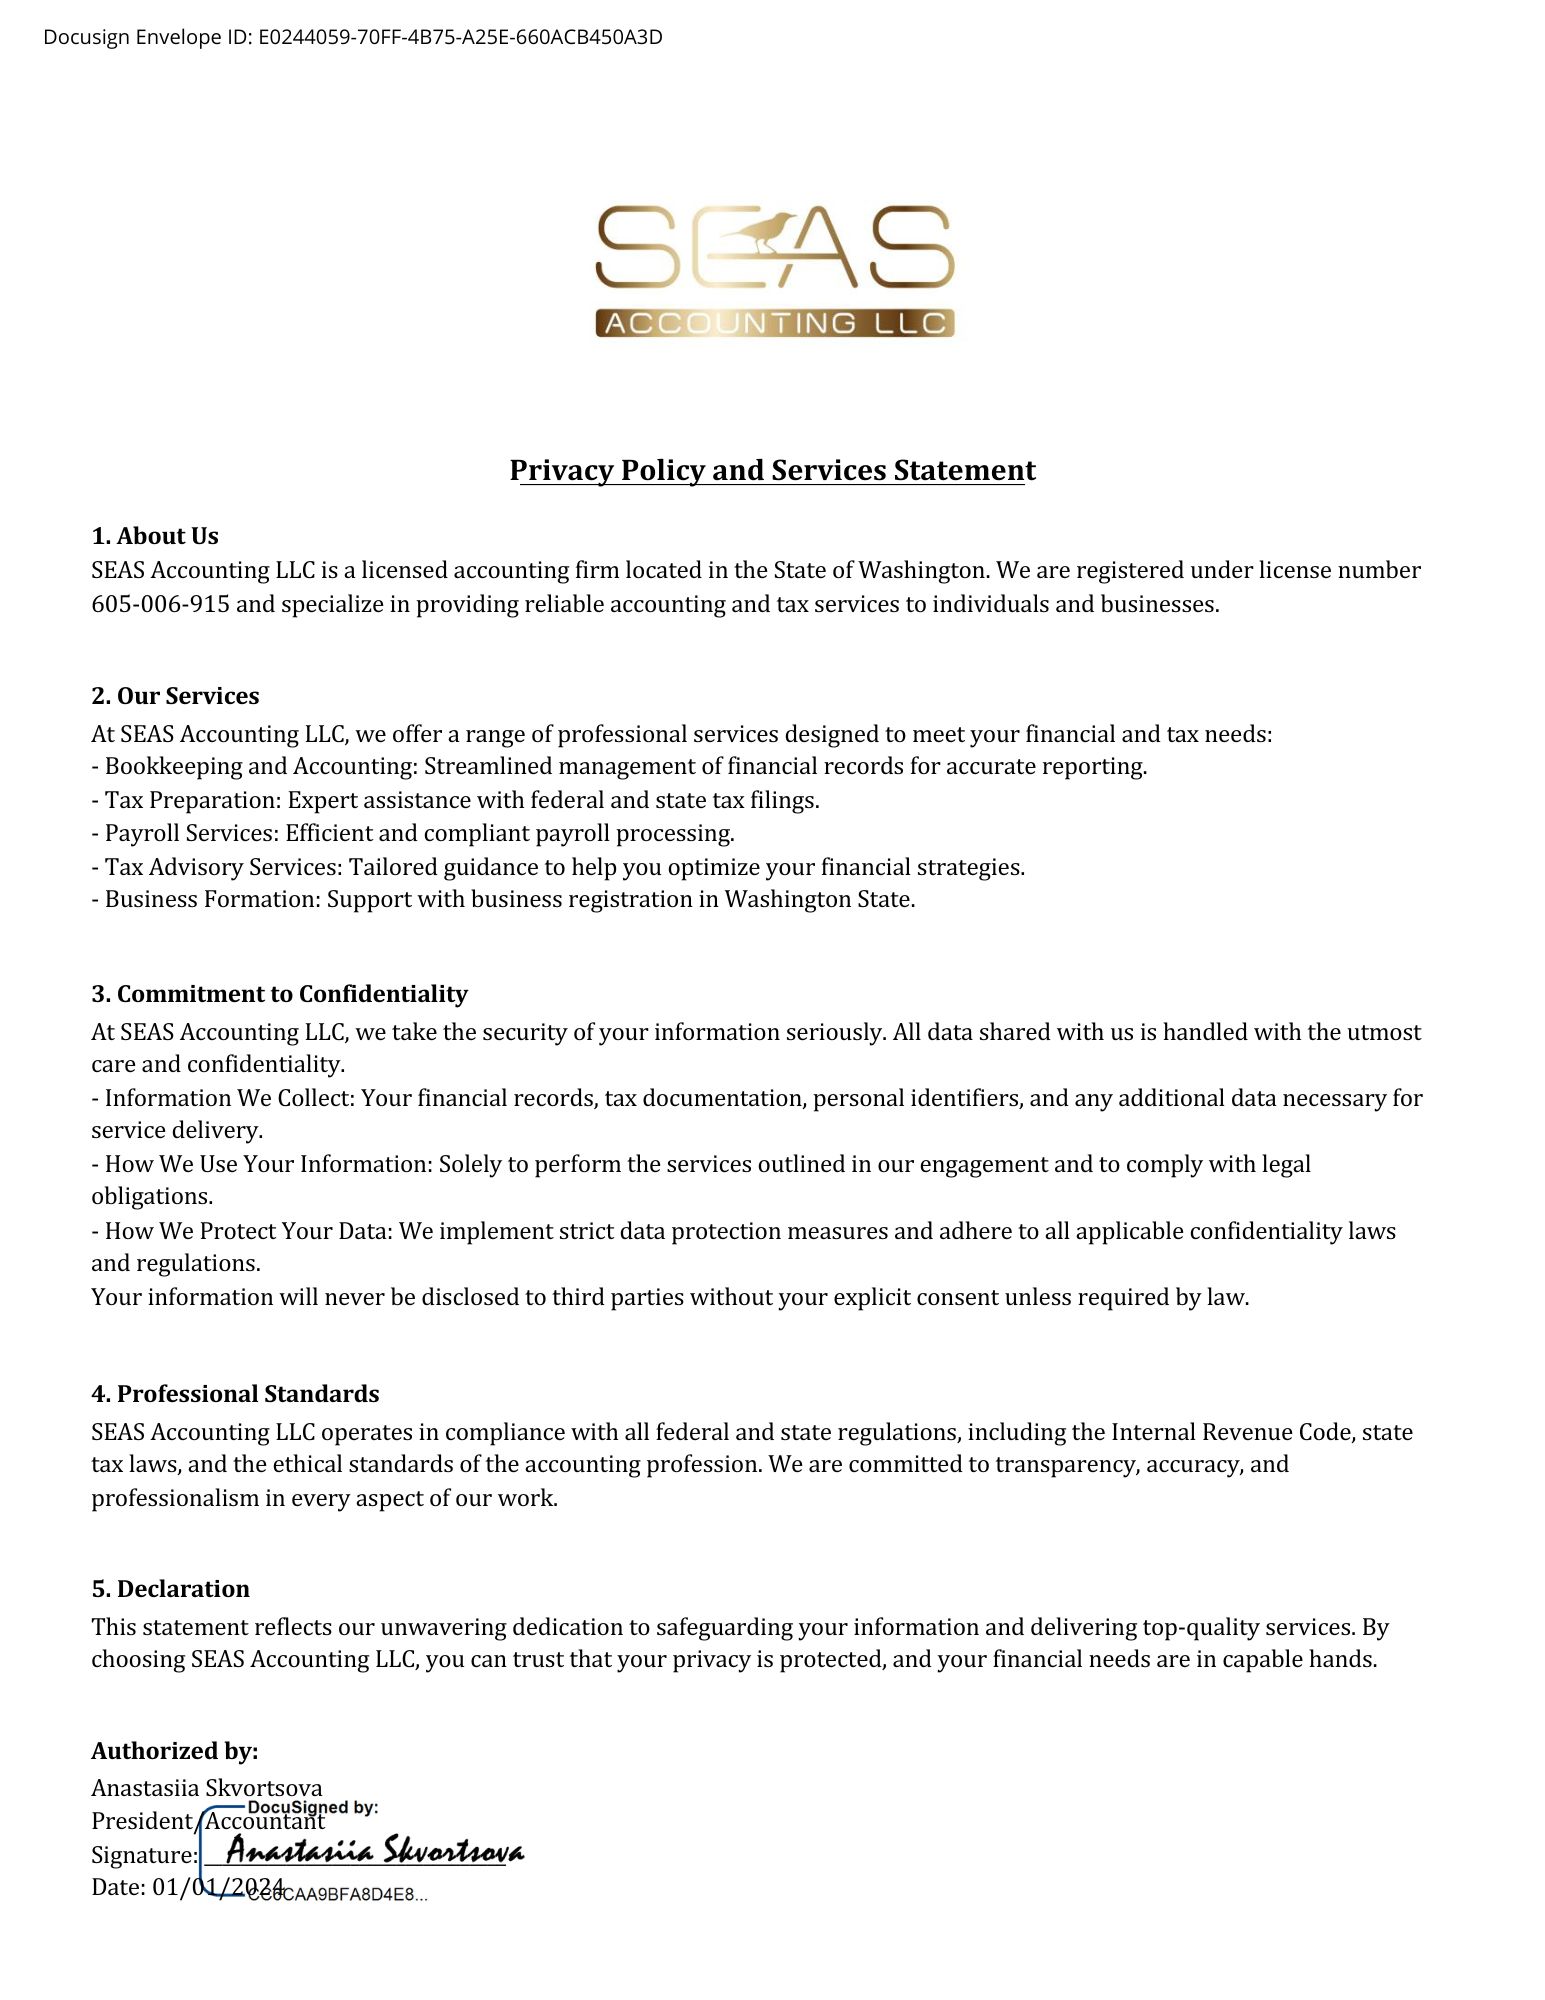 Docusign Envelope ID: E0244059-70FF-4B75-A25E-660ACB450A3D
SEAS
ACCOUNTING LLC
Privacy Policy and Services Statement
1. About Us
SEAS Accounting LLC is a licensed accounting firm located in the State of Washington. We are registered under license number
605-006-915 and specialize in providing reliable accounting and tax services to individuals and businesses.
2. Our Services
At SEAS Accounting LLC, we offer a range of professional services designed to meet your financial and tax needs:
- Bookkeeping and Accounting: Streamlined management of financial records for accurate reporting.
- Tax Preparation: Expert assistance with federal and state tax filings.
- Payroll Services: Efficient and compliant payroll processing.
- Tax Advisory Services: Tailored guidance to help you optimize your financial strategies.
- Business Formation: Support with business registration in Washington State.
3. Commitment to Confidentiality
At SEAS Accounting LLC, we take the security of your information seriously. All data shared with us is handled with the utmost
care and confidentiality.
- Information We Collect: Your financial records, tax documentation, personal identifiers, and any additional data necessary for
service delivery.
- How We Use Your Information: Solely to perform the services outlined in our engagement and to comply with legal
obligations.
- How We Protect Your Data: We implement strict data protection measures and adhere to all applicable confidentiality laws
and regulations.
Your information will never be disclosed to third parties without your explicit consent unless required by law.
4. Professional Standards
SEAS Accounting LLC operates in compliance with all federal and state regulations, including the Internal Revenue Code, state
tax laws, and the ethical standards of the accounting profession. We are committed to transparency, accuracy, and
professionalism in every aspect of our work.
5. Declaration
This statement reflects our unwavering dedication to safeguarding your information and delivering top-quality services. By
choosing SEAS Accounting LLC, you can trust that your privacy is protected, and your financial needs are in capable hands.
Authorized by:
Anastasiia Skvortsova
DocuSigned by:
President/Accountant
Signature: Anastasiia Skvortsova
Date: 01/01/2024
CC6CAA9BFA8D4E8...